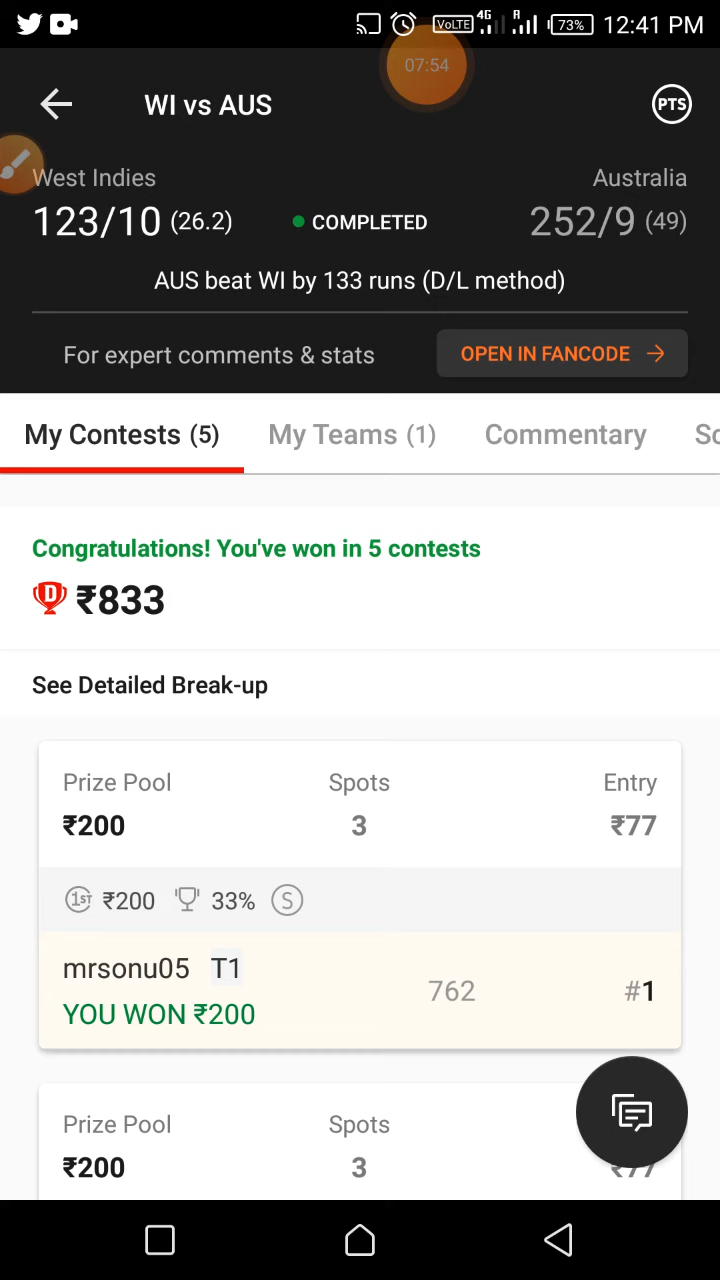 VoLTE 4G R 73% 12:41 PM
07:54
WI vs AUS PTS
West Indies Australia
123/10 (26.2) COMPLETED 252/9 (49)
AUS beat WI by 133 runs (D/L method)
For expert comments & stats OPEN IN FANCODE
My Contests (5) My Teams (1) Commentary Sc
Congratulations! You've won in 5 contests
D ₹833
See Detailed Break-up
Prize Pool Spots Entry
₹200 3 ₹77
1ST ₹200 33% S
mrsonu05 T1 762 #1
YOU WON ₹200
Prize Pool Spots
₹200 3 ₹77